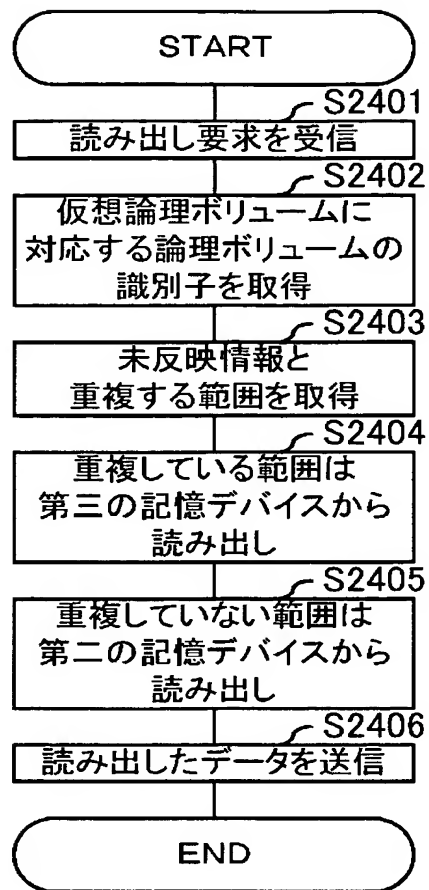 START
S2401
読み出し要求を受信
S2402
仮想論理ボリュームに
対応する論理ボリュームの
識別子を取得
S2403
未反映情報と
重複する範囲を取得
S2404
重複している範囲は
第三の記憶デバイスから
読み出し
S2405
重複していない範囲は
第二の記憶デバイスから
読み出し
S2406
読み出したデータを送信
END